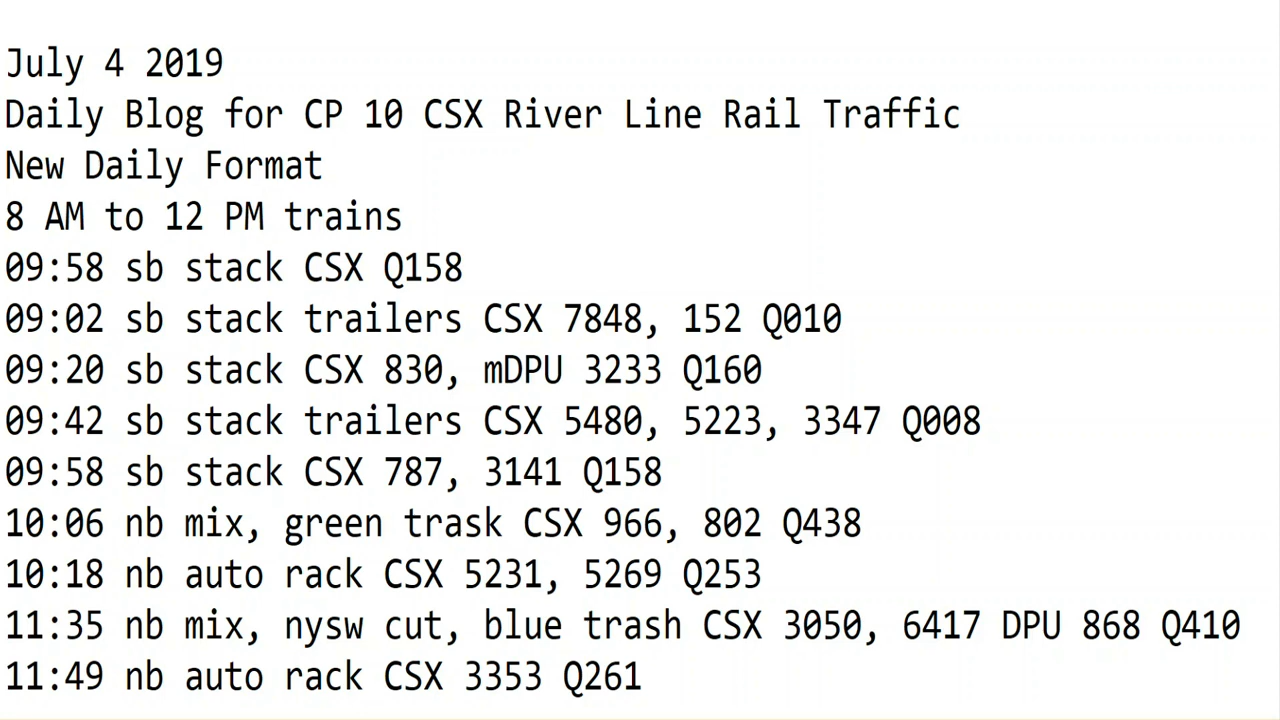 July 4 2019
Daily Blog for CP 10 CSX River Line Rail Traffic
New Daily Format
8 AM to 12 PM trains
09:58 sb stack CSX Q158
09:02 sb stack trailers CSX 7848, 152 Q010
09:20 sb stack CSX 830, mDPU 3233 Q160
09:42 sb stack trailers CSX 5480, 5223, 3347 Q008
09:58 sb stack CSX 787, 3141 Q158
10:06 nb mix, green trask CSX 966, 802 Q438
10:18 nb auto rack CSX 5231, 5269 Q253
11:35 nb mix, nysw cut, blue trash CSX 3050, 6417 DPU 868 Q410
11:49 nb auto rack CSX 3353 Q261